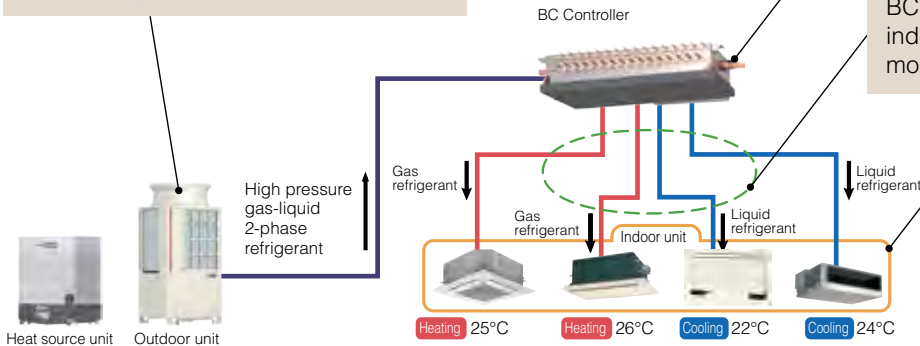 BC Controller
BC
ind
mo
Gas
refrigerant
Liquid
refrigerant
High pressure
gas-liquid
2-phase
refrigerant
Gas
refrigerant
Liquid
refrigerant
Indoor unit
Heat source unit
Outdoor unit
Heating 25°C
Heating 26°C
Cooling 22°C
Cooling 24°C